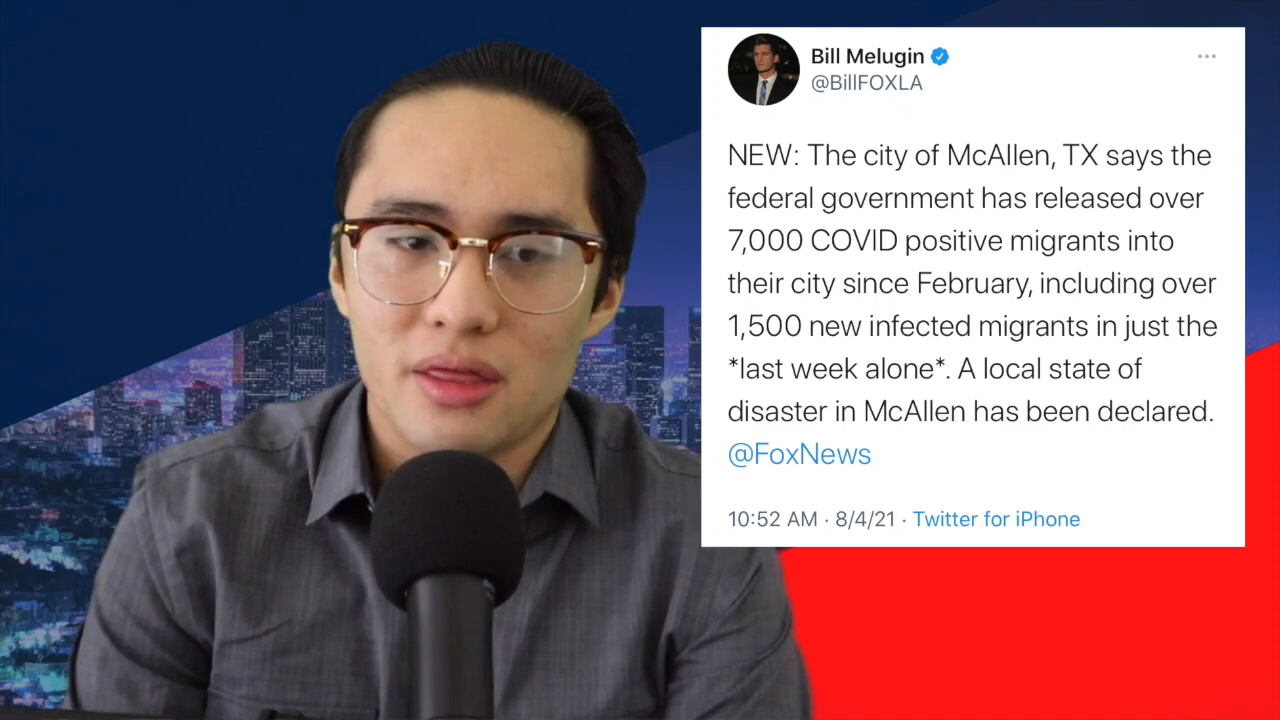 Bill Melugin
@BillFOXLA
NEW: The city of McAllen, TX says the
federal government has released over
7,000 COVID positive migrants into
their city since February, including over
1,500 new infected migrants in just the
*last week alone*. A local state of
disaster in McAllen has been declared.
@FoxNews
10:52 AM · 8/4/21 · Twitter for iPhone